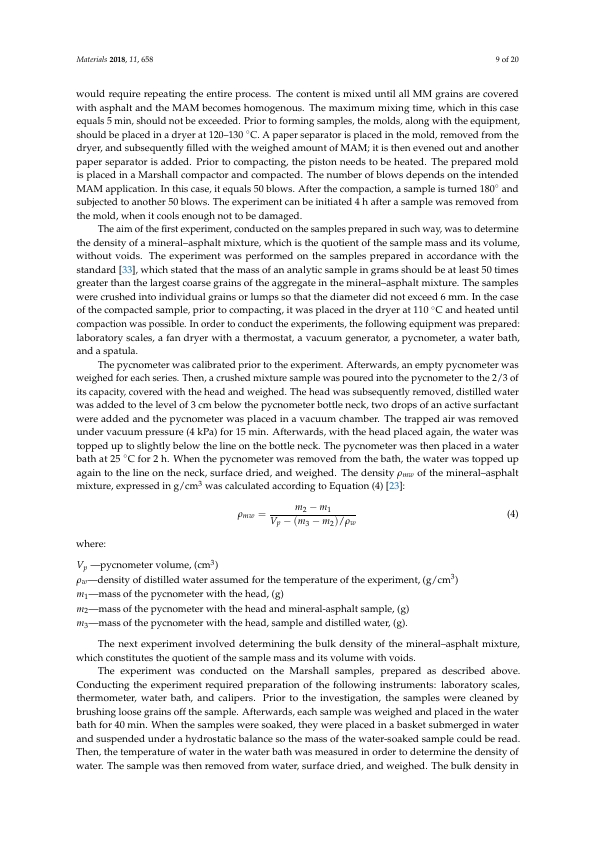 Materials 2018, 11, 658 9 of 20
would require repeating the entire process. The content is mixed until all MM grains are covered
with asphalt and the MAM becomes homogenous. The maximum mixing time, which in this case
equals 5 min, should not be exceeded. Prior to forming samples, the molds, along with the equipment,
should be placed in a dryer at 120–130 °C. A paper separator is placed in the mold, removed from the
dryer, and subsequently filled with the weighed amount of MAM; it is then evened out and another
paper separator is added. Prior to compacting, the piston needs to be heated. The prepared mold
is placed in a Marshall compactor and compacted. The number of blows depends on the intended
MAM application. In this case, it equals 50 blows. After the compaction, a sample is turned 180° and
subjected to another 50 blows. The experiment can be initiated 4 h after a sample was removed from
the mold, when it cools enough not to be damaged.
The aim of the first experiment, conducted on the samples prepared in such way, was to determine
the density of a mineral–asphalt mixture, which is the quotient of the sample mass and its volume,
without voids. The experiment was performed on the samples prepared in accordance with the
standard [33], which stated that the mass of an analytic sample in grams should be at least 50 times
greater than the largest coarse grains of the aggregate in the mineral–asphalt mixture. The samples
were crushed into individual grains or lumps so that the diameter did not exceed 6 mm. In the case
of the compacted sample, prior to compacting, it was placed in the dryer at 110 °C and heated until
compaction was possible. In order to conduct the experiments, the following equipment was prepared:
laboratory scales, a fan dryer with a thermostat, a vacuum generator, a pycnometer, a water bath,
and a spatula.
The pycnometer was calibrated prior to the experiment. Afterwards, an empty pycnometer was
weighed for each series. Then, a crushed mixture sample was poured into the pycnometer to the 2/3 of
its capacity, covered with the head and weighed. The head was subsequently removed, distilled water
was added to the level of 3 cm below the pycnometer bottle neck, two drops of an active surfactant
were added and the pycnometer was placed in a vacuum chamber. The trapped air was removed
under vacuum pressure (4 kPa) for 15 min. Afterwards, with the head placed again, the water was
topped up to slightly below the line on the bottle neck. The pycnometer was then placed in a water
bath at 25 °C for 2 h. When the pycnometer was removed from the bath, the water was topped up
again to the line on the neck, surface dried, and weighed. The density ρmw of the mineral–asphalt
mixture, expressed in g/cm³ was calculated according to Equation (4) [23]:
ρmw = (m2 − m1) / (Vp − (m3 − m2)/ρw) (4)
where:
Vp —pycnometer volume, (cm³)
ρw—density of distilled water assumed for the temperature of the experiment, (g/cm³)
m1—mass of the pycnometer with the head, (g)
m2—mass of the pycnometer with the head and mineral-asphalt sample, (g)
m3—mass of the pycnometer with the head, sample and distilled water, (g).
The next experiment involved determining the bulk density of the mineral–asphalt mixture,
which constitutes the quotient of the sample mass and its volume with voids.
The experiment was conducted on the Marshall samples, prepared as described above.
Conducting the experiment required preparation of the following instruments: laboratory scales,
thermometer, water bath, and calipers. Prior to the investigation, the samples were cleaned by
brushing loose grains off the sample. Afterwards, each sample was weighed and placed in the water
bath for 40 min. When the samples were soaked, they were placed in a basket submerged in water
and suspended under a hydrostatic balance so the mass of the water-soaked sample could be read.
Then, the temperature of water in the water bath was measured in order to determine the density of
water. The sample was then removed from water, surface dried, and weighed. The bulk density in